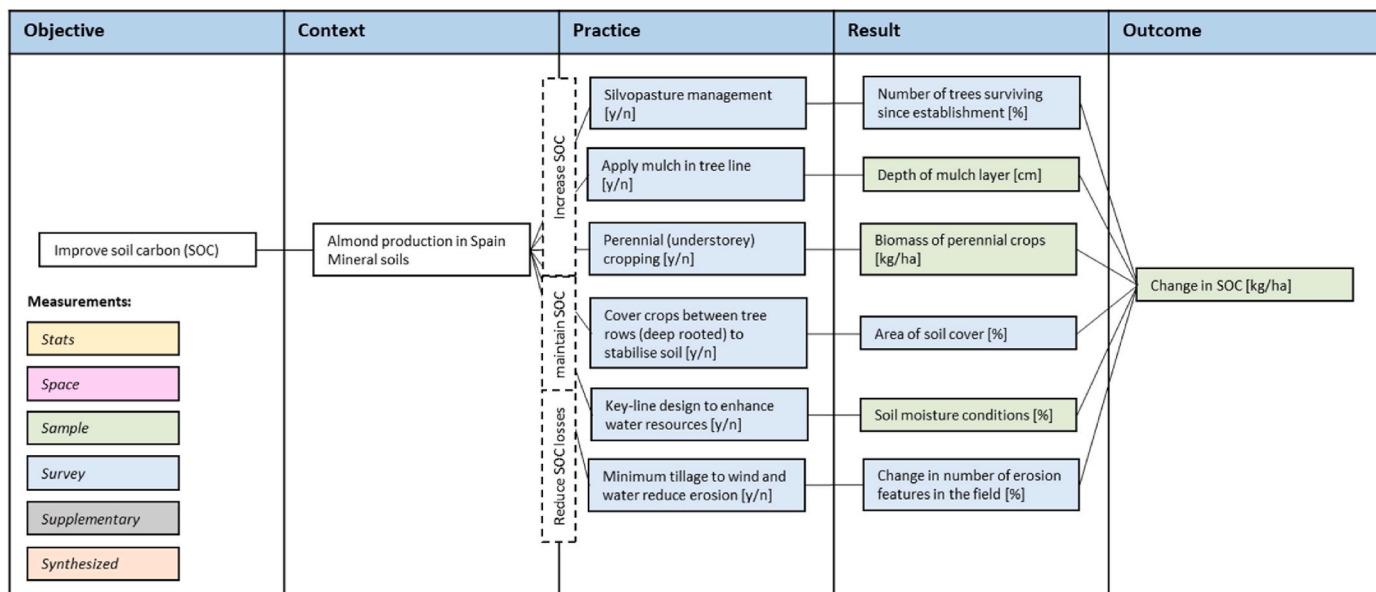 Objective
Context
Practice
Result
Outcome
Increase SOC
maintain SOC
Reduce SOC losses
Silvopasture management
[y/n]
Number of trees surviving
since establishment [%]
Apply mulch in tree line
[y/n]
Depth of mulch layer [cm]
Improve soil carbon (SOC)
Almond production in Spain
Mineral soils
Perennial (understorey)
cropping [y/n]
Biomass of perennial crops
[kg/ha]
Change in SOC [kg/ha]
Cover crops between tree
rows (deep rooted) to
stabilise soil [y/n]
Area of soil cover [%]
Key-line design to enhance
water resources [y/n]
Soil moisture conditions [%]
Minimum tillage to wind and
water reduce erosion [y/n]
Change in number of erosion
features in the field [%]
Measurements:
Stats
Space
Sample
Survey
Supplementary
Synthesized